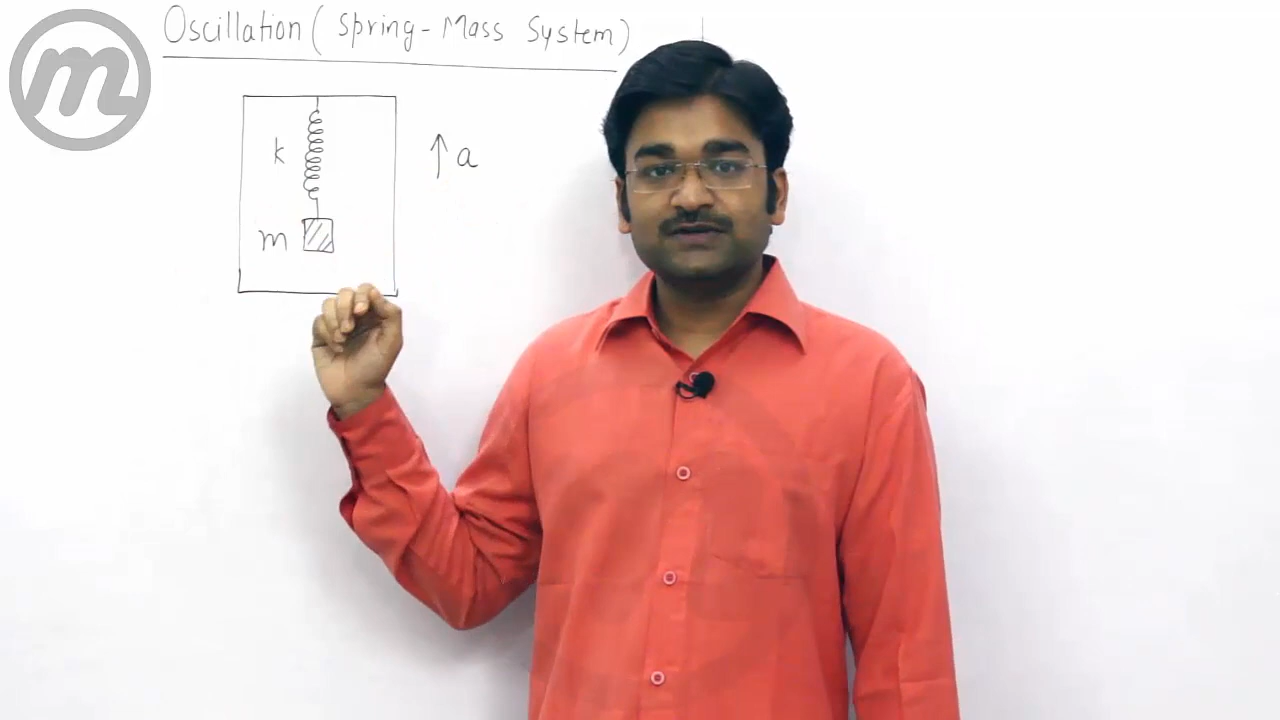 m
Oscillation ( Spring - Mass System )
k
↑ a
m